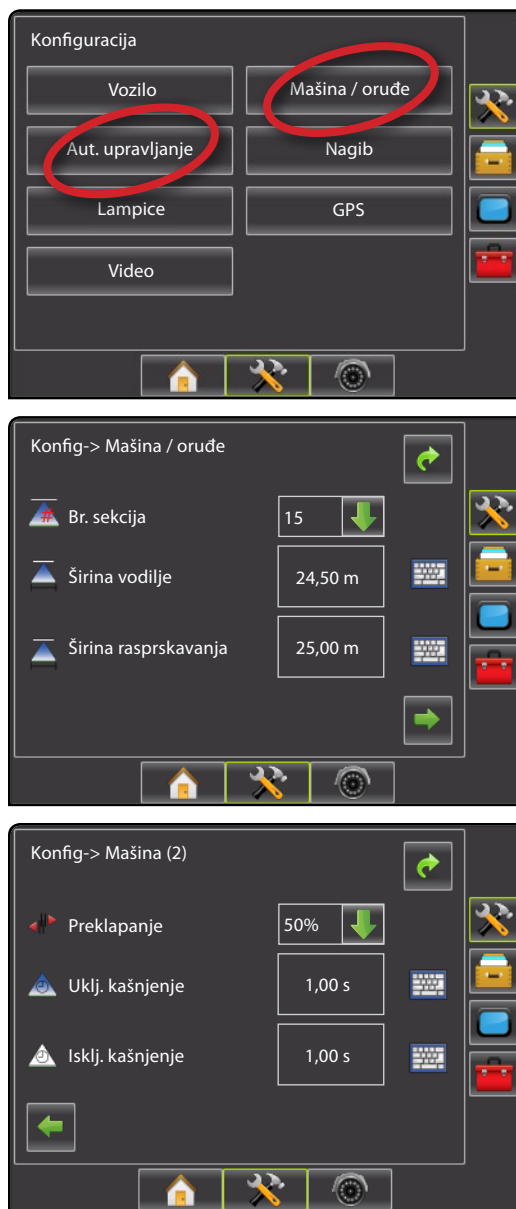 Konfiguracija
Vozilo
Mašina / oruđe
Aut. upravljanje
Nagib
Lampice
GPS
Video
Konfig-> Mašina / oruđe
Br. sekcija
15
Širina vodilje
24,50 m
Širina rasprskavanja
25,00 m
Konfig-> Mašina (2)
Preklapanje
50%
Uklj. kašnjenje
1,00 s
Isklj. kašnjenje
1,00 s